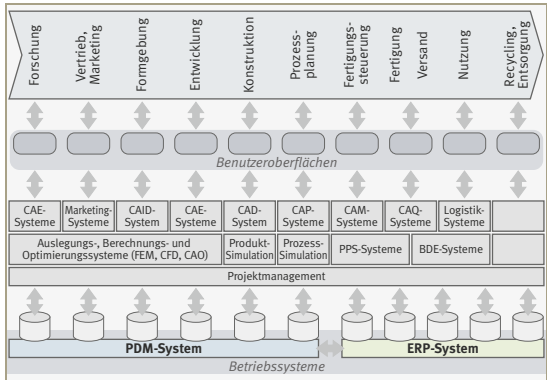 Forschung
Vertrieb,
Marketing
Formgebung
Entwicklung
Konstruktion
Prozess-
planung
Fertigungs-
steuerung
Fertigung
Versand
Nutzung
Recycling,
Entsorgung
Benutzeroberflächen
CAE-
Systeme
Marketing-
Systeme
CAID-
System
CAE-
Systeme
CAD-
System
CAP-
Systeme
CAM-
Systeme
CAQ-
Systeme
Logistik-
Systeme
Auslegungs-, Berechnungs- und
Optimierungssysteme (FEM, CFD, CAO)
Produkt-
Simulation
Prozess-
Simulation
PPS-Systeme
BDE-Systeme
Projektmanagement
PDM-System
ERP-System
Betriebssysteme